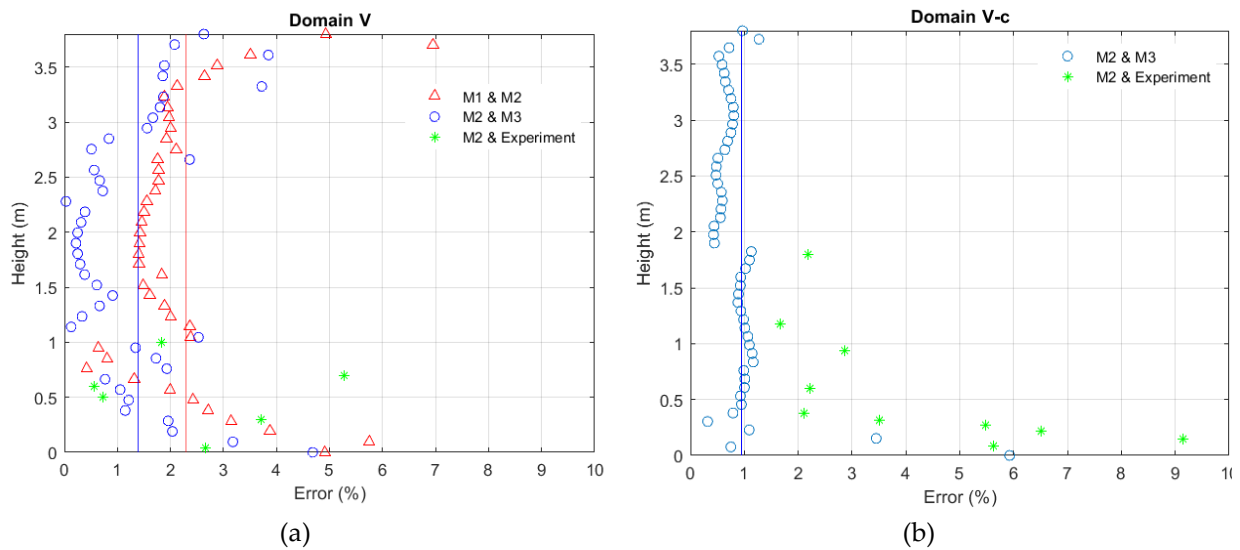 Domain V
3.5
3
2.5
2
1.5
1
0.5
0
Height (m)
M1 & M2
M2 & M3
M2 & Experiment
0 1 2 3 4 5 6 7 8 9 10
Error (%)
(a)
Domain V-c
3.5
3
2.5
2
1.5
1
0.5
0
Height (m)
M2 & M3
M2 & Experiment
0 1 2 3 4 5 6 7 8 9 10
Error (%)
(b)